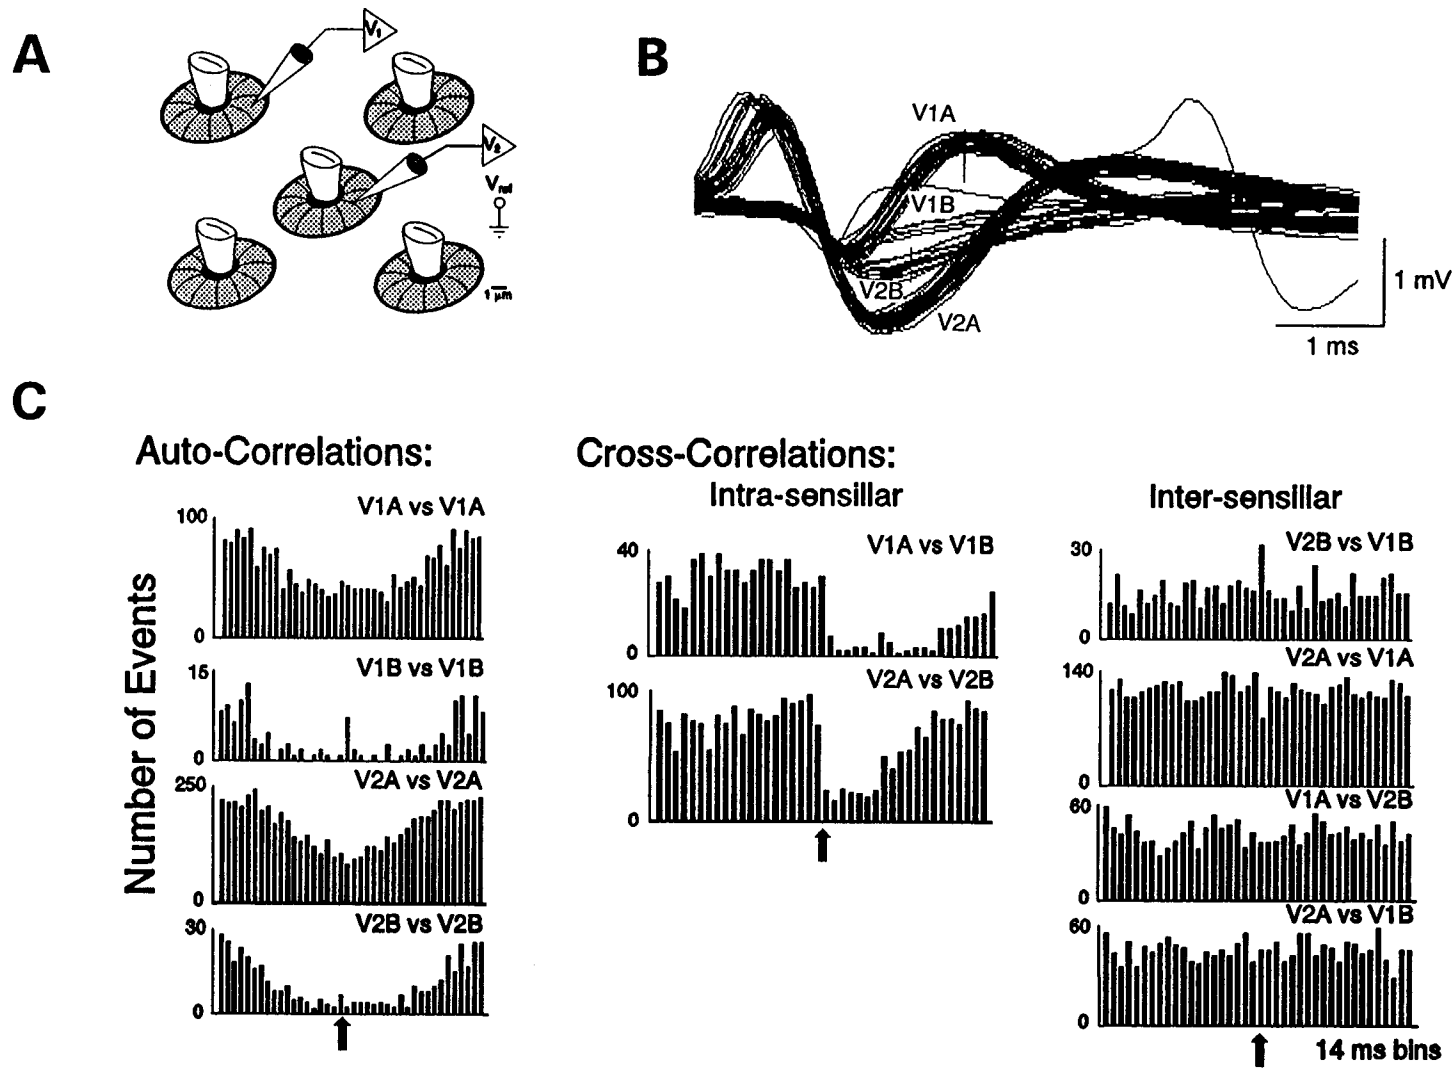 A
V1
V2
Vref
1 µm
B
V1A
V1B
V2B
V2A
1 mV
1 ms
C
Auto-Correlations:
Cross-Correlations:
Intra-sensillar
Inter-sensillar
Number of Events
V1A vs V1A
100
0
V1B vs V1B
15
0
V2A vs V2A
250
0
V2B vs V2B
30
0
V1A vs V1B
40
0
V2A vs V2B
100
0
V2B vs V1B
30
0
V2A vs V1A
140
0
V1A vs V2B
60
0
V2A vs V1B
60
0
14 ms bins